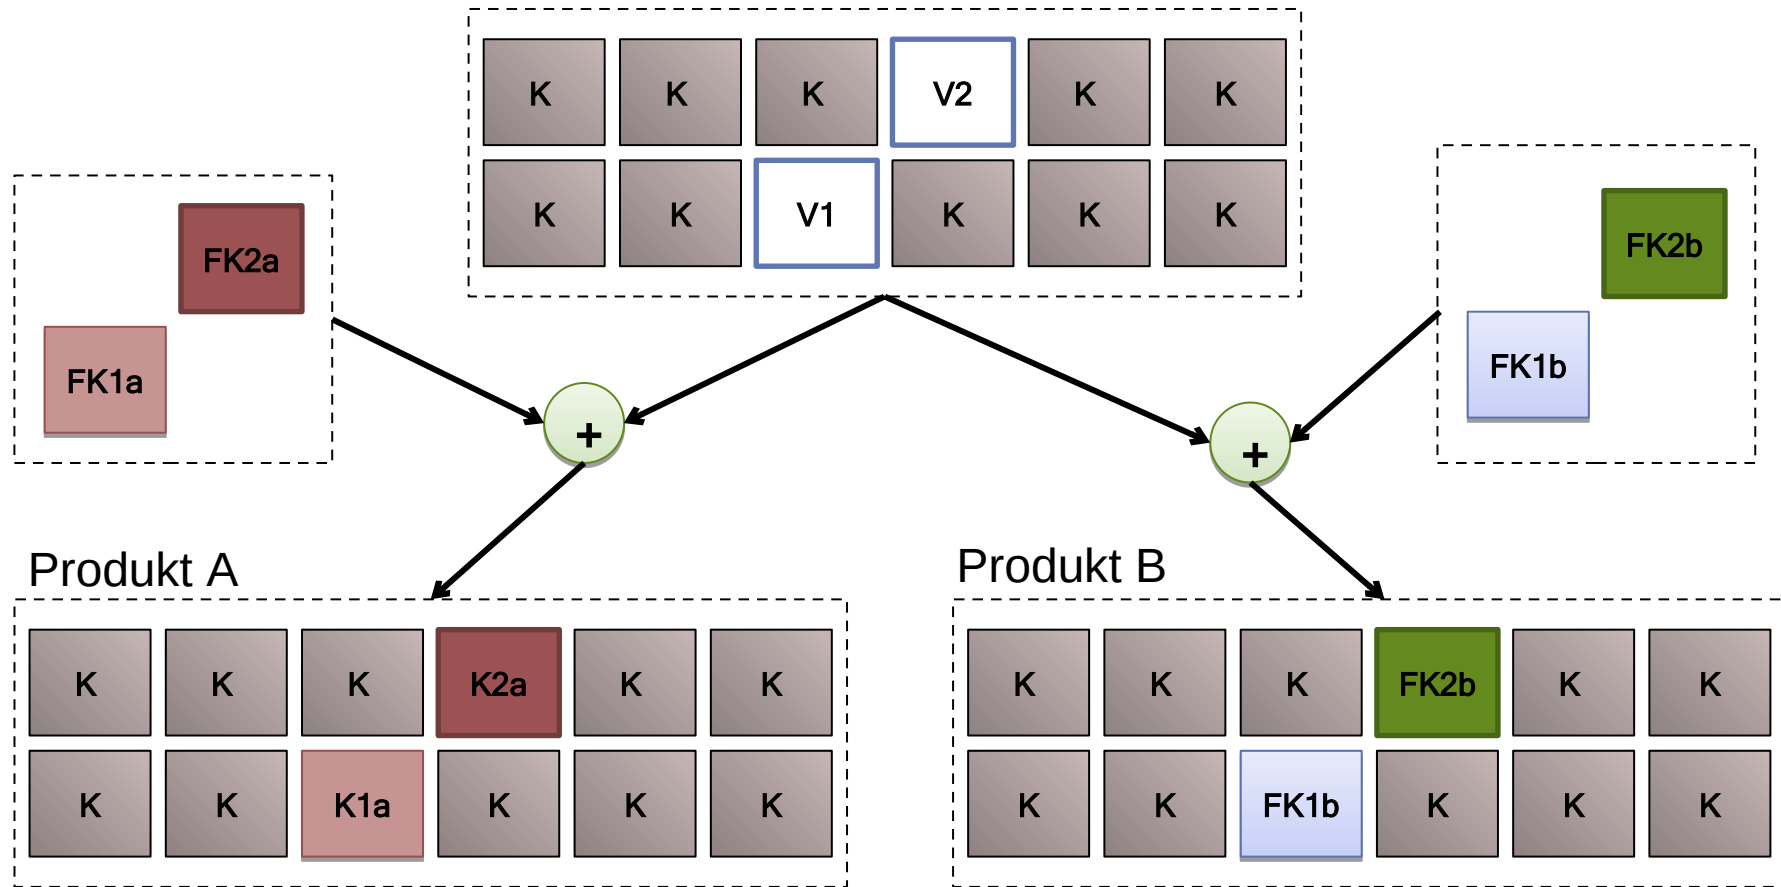 K K K V2 K K
K K V1 K K K
FK2a
FK1a
FK2b
FK1b
+
+
Produkt A
K K K K2a K K
K K K1a K K K
Produkt B
K K K FK2b K K
K K FK1b K K K